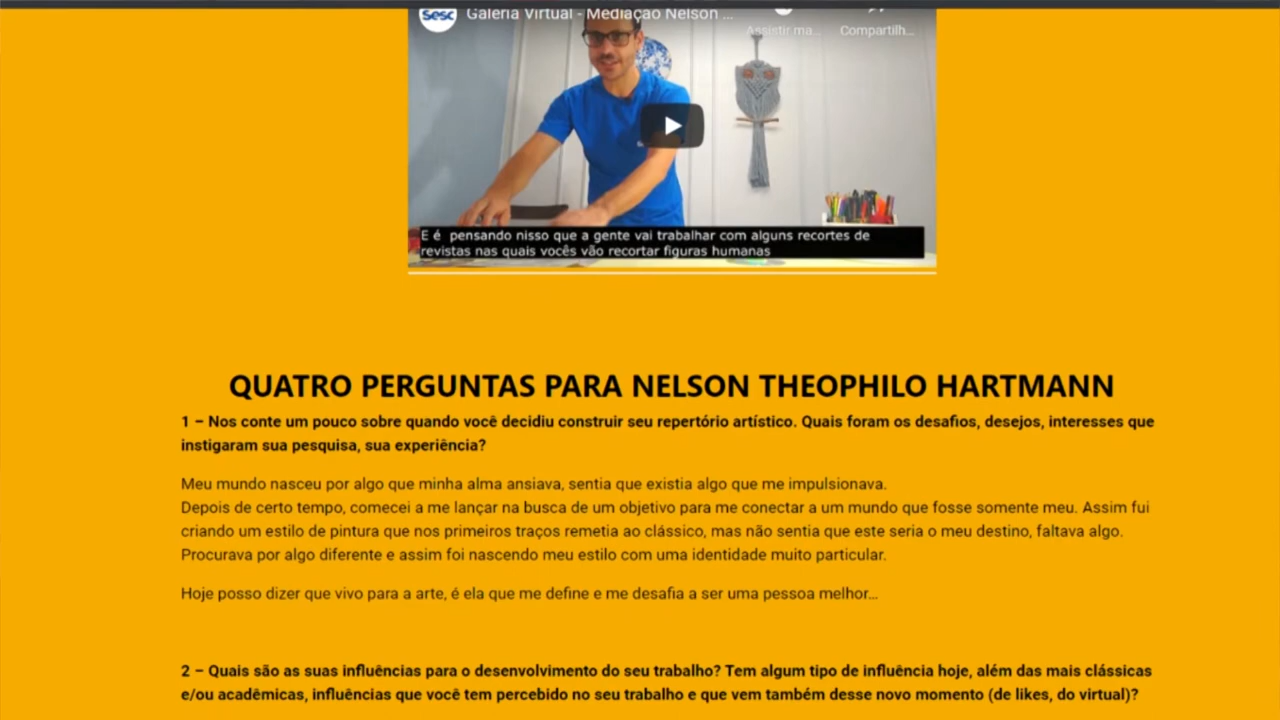 Sesc
Galeria Virtual - Mediação Nelson ...
Assistir ma...
Compartilh...
E é pensando nisso que a gente vai trabalhar com alguns recortes de
revistas nas quais vocês vão recortar figuras humanas
QUATRO PERGUNTAS PARA NELSON THEOPHILO HARTMANN
1 – Nos conte um pouco sobre quando você decidiu construir seu repertório artístico. Quais foram os desafios, desejos, interesses que
instigaram sua pesquisa, sua experiência?
Meu mundo nasceu por algo que minha alma ansiava, sentia que existia algo que me impulsionava.
Depois de certo tempo, comecei a me lançar na busca de um objetivo para me conectar a um mundo que fosse somente meu. Assim fui
criando um estilo de pintura que nos primeiros traços remetia ao clássico, mas não sentia que este seria o meu destino, faltava algo.
Procurava por algo diferente e assim foi nascendo meu estilo com uma identidade muito particular.
Hoje posso dizer que vivo para a arte, é ela que me define e me desafia a ser uma pessoa melhor…
2 – Quais são as suas influências para o desenvolvimento do seu trabalho? Tem algum tipo de influência hoje, além das mais clássicas
e/ou acadêmicas, influências que você tem percebido no seu trabalho e que vem também desse novo momento (de likes, do virtual)?